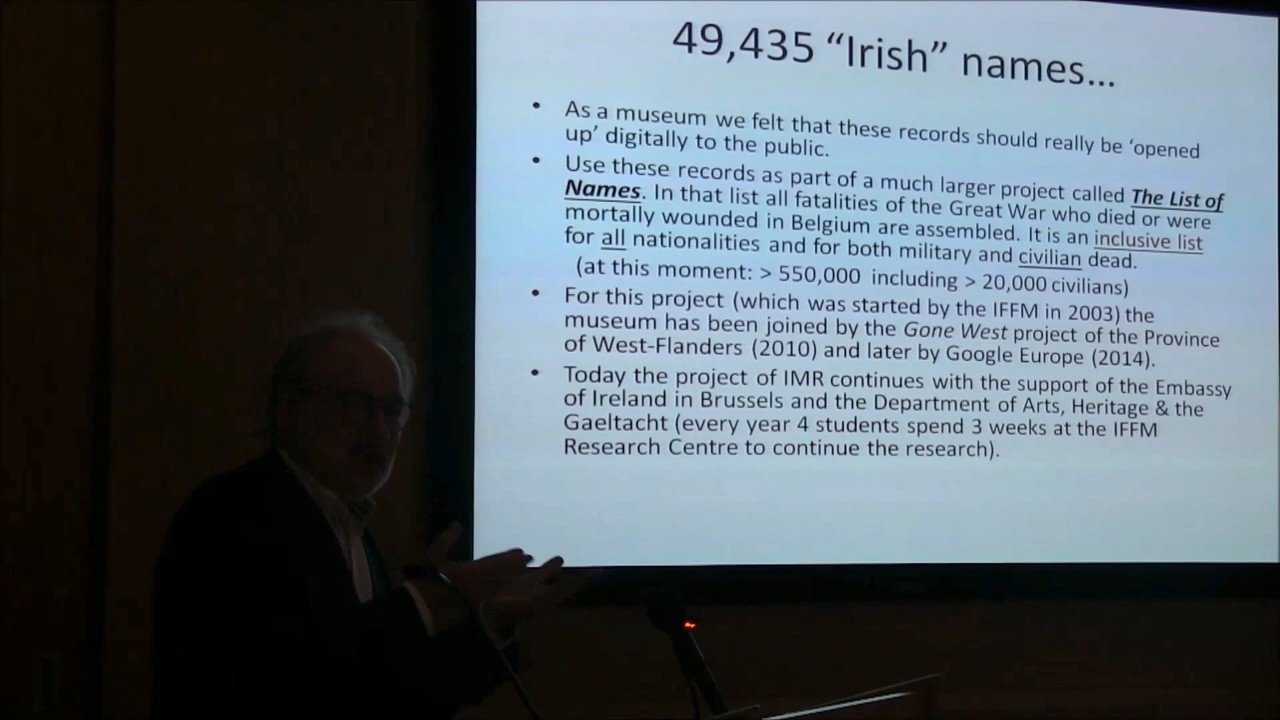 49,435 “Irish” names...
• As a museum we felt that these records should really be ‘opened
up’ digitally to the public.
• Use these records as part of a much larger project called The List of
Names. In that list all fatalities of the Great War who died or were
mortally wounded in Belgium are assembled. It is an inclusive list
for all nationalities and for both military and civilian dead.
(at this moment: > 550,000 including > 20,000 civilians)
• For this project (which was started by the IFFM in 2003) the
museum has been joined by the Gone West project of the Province
of West-Flanders (2010) and later by Google Europe (2014).
• Today the project of IMR continues with the support of the Embassy
of Ireland in Brussels and the Department of Arts, Heritage & the
Gaeltacht (every year 4 students spend 3 weeks at the IFFM
Research Centre to continue the research).